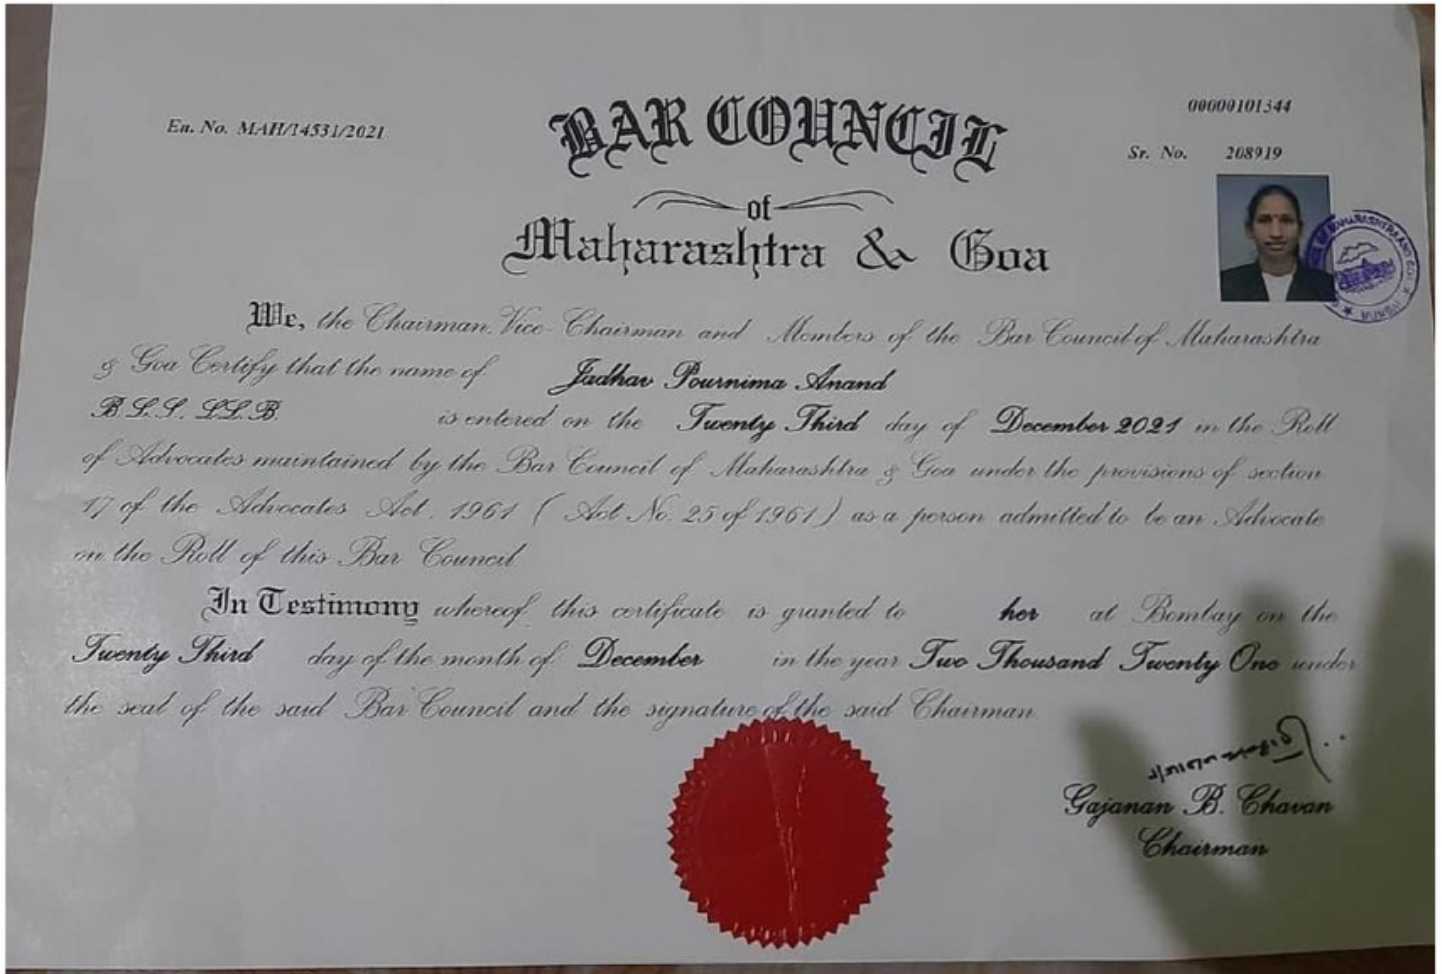 En. No. MAH/14531/2021
00000101344
Sr. No. 208919
BAR COUNCIL
of
Maharashtra & Goa
We, the Chairman, Vice-Chairman and Members of the Bar Council of Maharashtra
& Goa Certify that the name of Jadhav Pournima Anand
B.L.S. LL.B. is entered on the Twenty Third day of December 2021 in the Roll
of Advocates maintained by the Bar Council of Maharashtra & Goa under the provisions of section
17 of the Advocates Act, 1961 ( Act No. 25 of 1961 ) as a person admitted to be an Advocate
on the Roll of this Bar Council.
In Testimony whereof, this certificate is granted to her at Bombay on the
Twenty Third day of the month of December in the year Two Thousand Twenty One under
the seal of the said Bar Council and the signature of the said Chairman.
Gajanan B. Chavan
Chairman